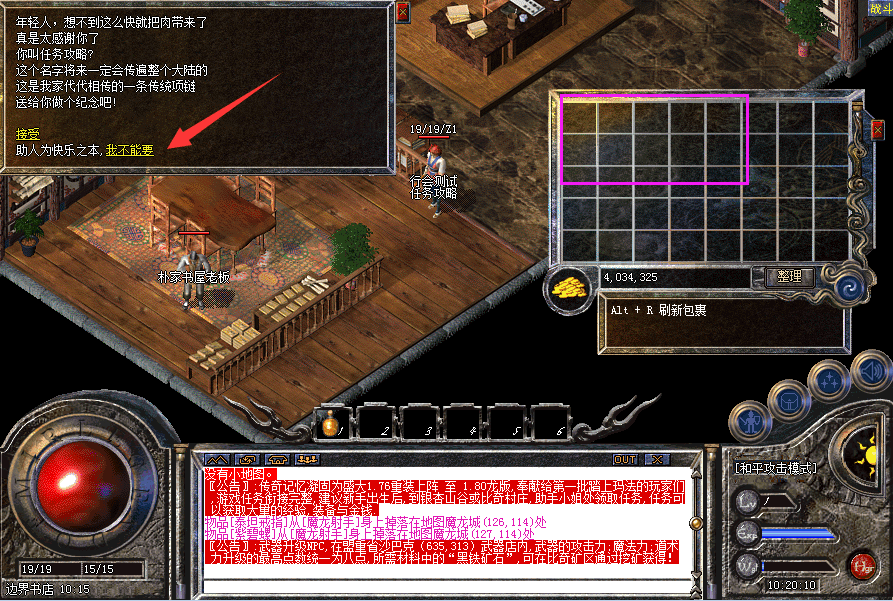 年轻人，想不到这么快就把肉带来了
真是太感谢你了
你叫任务攻略?
这个名字将来一定会传遍整个大陆的
这是我家代代相传的一条传统项链
送给你做个纪念吧!
接受
助人为快乐之本,我不能要
战斗
19/19/Z1
行会测试
任务攻略
朴家书屋老板
4,034,325
整理
Alt + R 刷新包裹
1 2 3 4 5 6
OUT
没有小地图。
[公告]: 传奇记忆凝固为盛大1.76重装上阵 至 1.80龙版,奉献给第一批踏上玛法的玩家们
,游戏任务衔接完整,建议新手出生后,到银杏山谷或比奇村庄,助手小姐处领取任务,任务可
以获取大量的经验,装备与金钱.
物品[泰坦戒指]从[魔龙射手]身上掉落在地图魔龙城(126,114)处
物品[紫碧螺]从[魔龙射手]身上掉落在地图魔龙城(127,114)处
[公告]: 武器升级NPC,在盟重省沙巴克(635,313)武器店内,武器的攻击力.魔法力.道术
力升级的最高点数统一为八点,所需材料中的“黑铁矿石”,可在比奇矿区通过挖矿获得!
[和平攻击模式]
Lv 7
Exp
W
19/19
15/15
边界书店 10:15
10:20:10